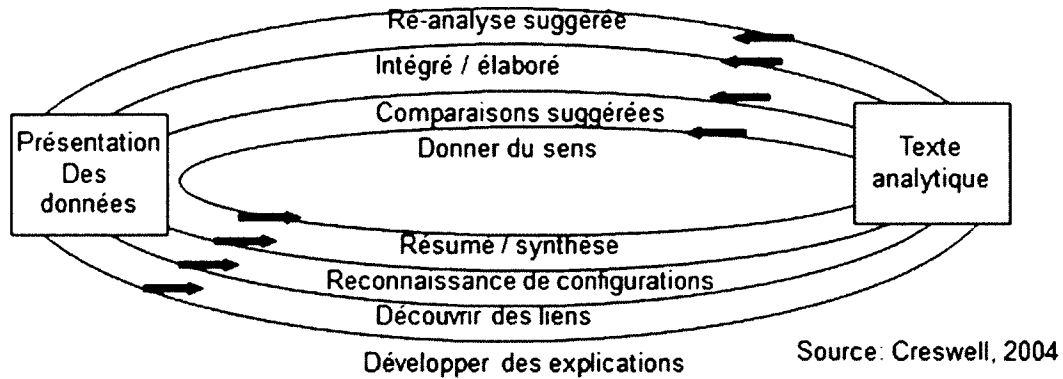 Ré-analyse suggérée
Intégré / élaboré
Comparaisons suggérées
Donner du sens
Présentation
Des
données
Texte
analytique
Résumé / synthèse
Reconnaissance de configurations
Découvrir des liens
Développer des explications
Source: Creswell, 2004